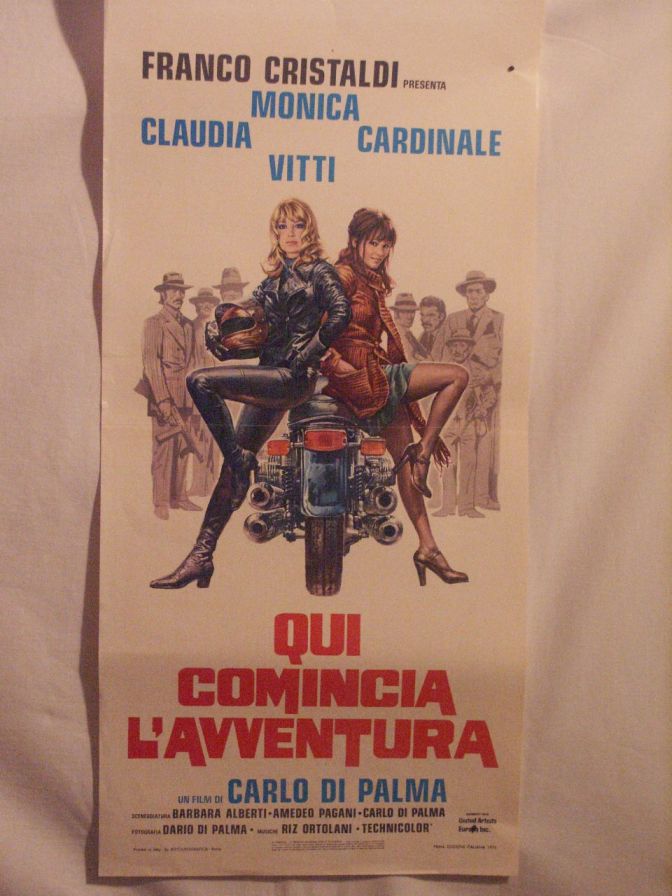 FRANCO CRISTALDI PRESENTA
MONICA
CLAUDIA CARDINALE
VITTI
QUI
COMINCIA
L'AVVENTURA
UN FILM DI CARLO DI PALMA
SCENEGGIATURA BARBARA ALBERTI • AMEDEO PAGANI • CARLO DI PALMA
FOTOGRAFIA DARIO DI PALMA • MUSICHE RIZ ORTOLANI • TECHNICOLOR
United Artists
Europa Inc.